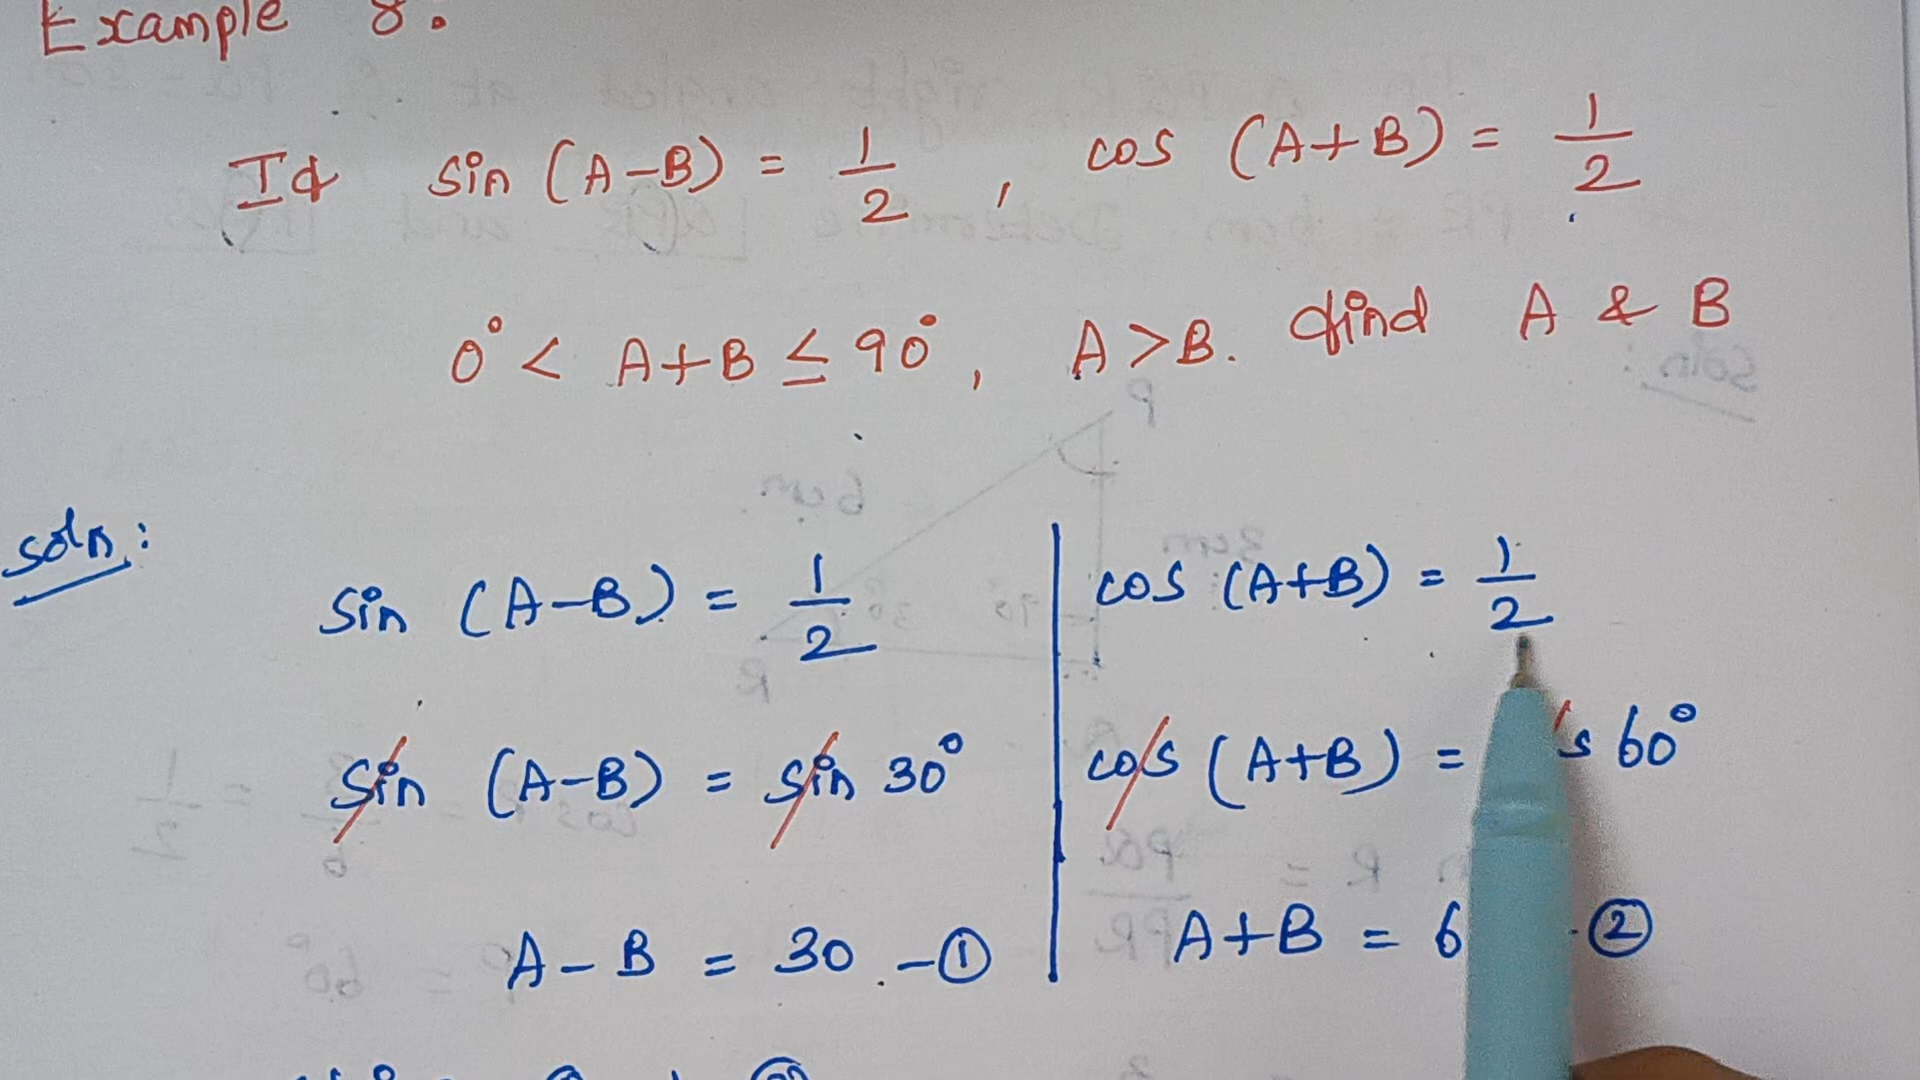 Example 8.
If sin (A-B) = 1/2 , cos (A+B) = 1/2
0° < A+B ≤ 90°, A>B. find A & B
soln:
sin (A-B) = 1/2
sin (A-B) = sin 30°
A - B = 30 - ①
cos (A+B) = 1/2
cos (A+B) = s 60°
A+B = 6 - ②